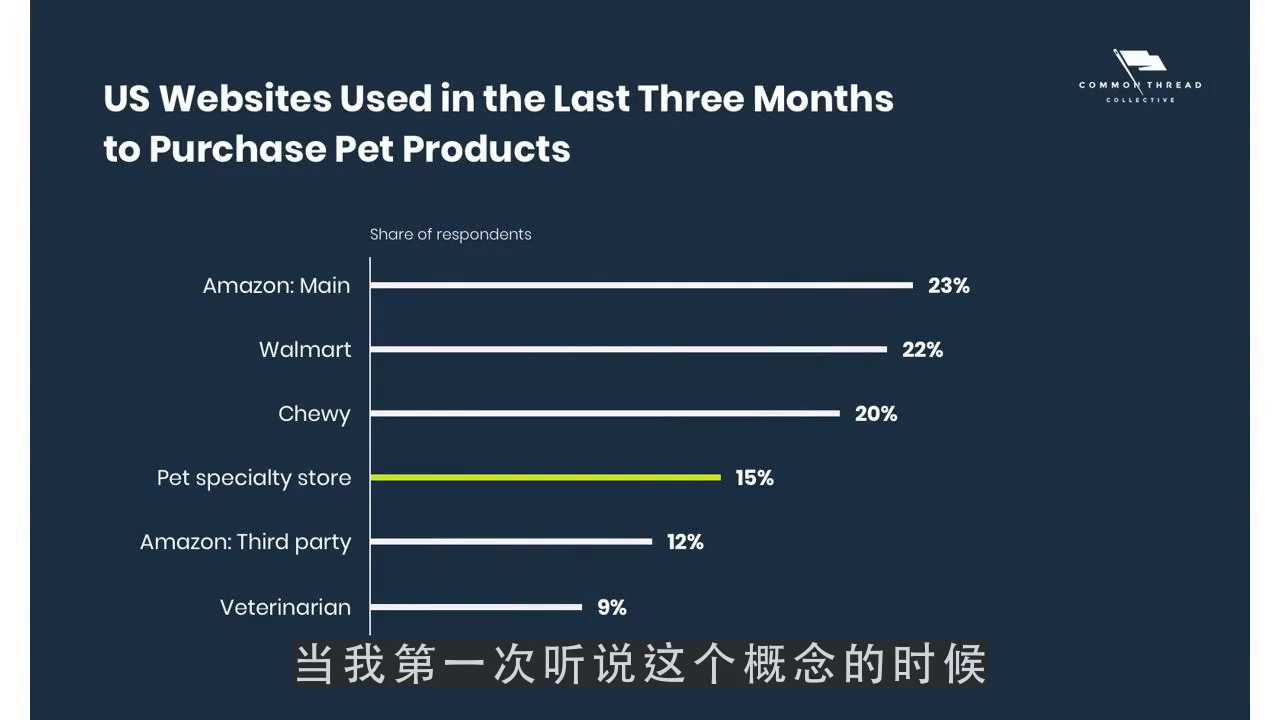 COMMON THREAD
COLLECTIVE
US Websites Used in the Last Three Months
to Purchase Pet Products
Share of respondents
Amazon: Main 23%
Walmart 22%
Chewy 20%
Pet specialty store 15%
Amazon: Third party 12%
Veterinarian 9%
当我第一次听说这个概念的时候